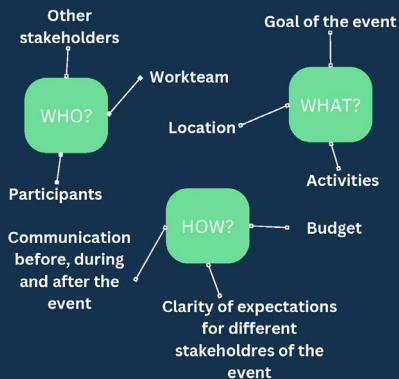 Other
stakeholders
WHO?
Workteam
Participants
Goal of the event
WHAT?
Location
Activities
HOW?
Budget
Communication
before, during
and after the
event
Clarity of expectations
for different
stakeholdres of the
event